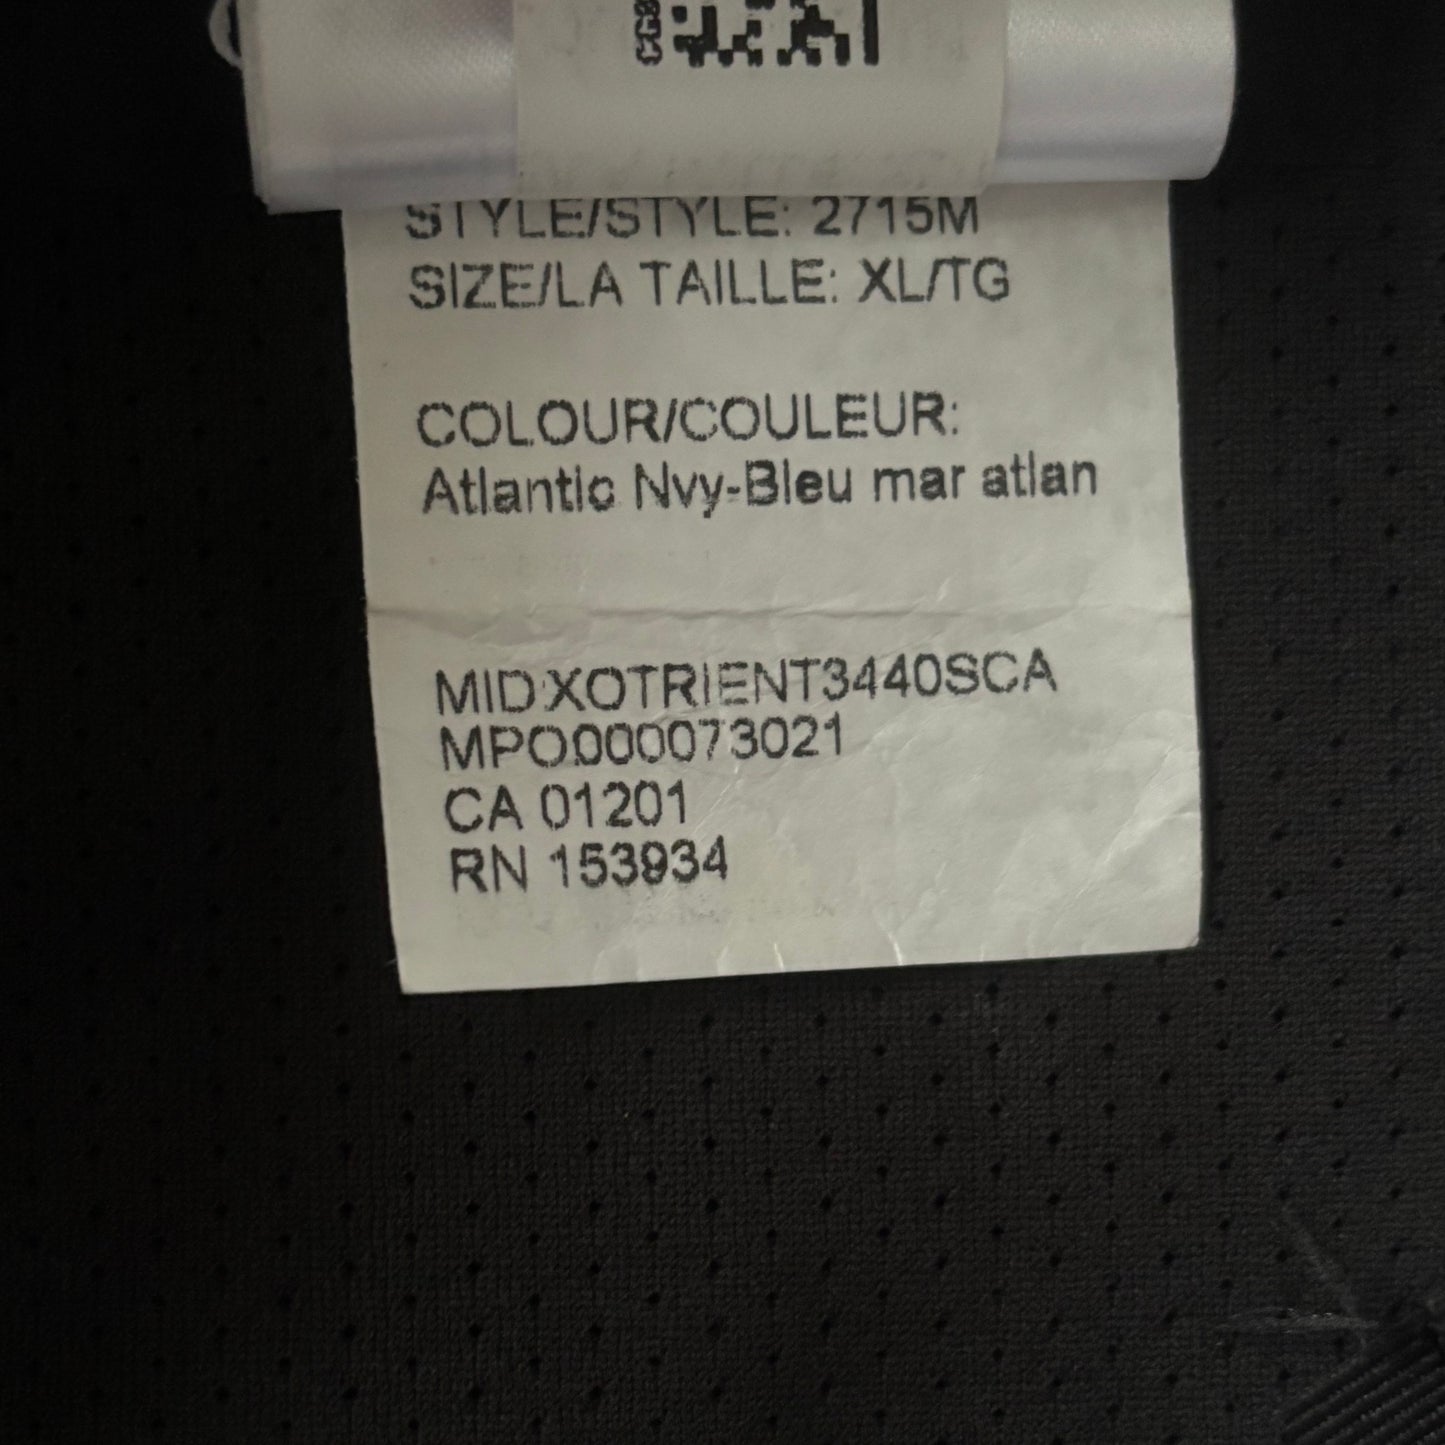 STYLE/STYLE: 2715M
SIZE/LA TAILLE: XL/TG
COLOUR/COULEUR:
Atlantic Nvy-Bleu mar atlan
MID:XOTRIENT3440SCA
MPO0000073021
CA 01201
RN 153934